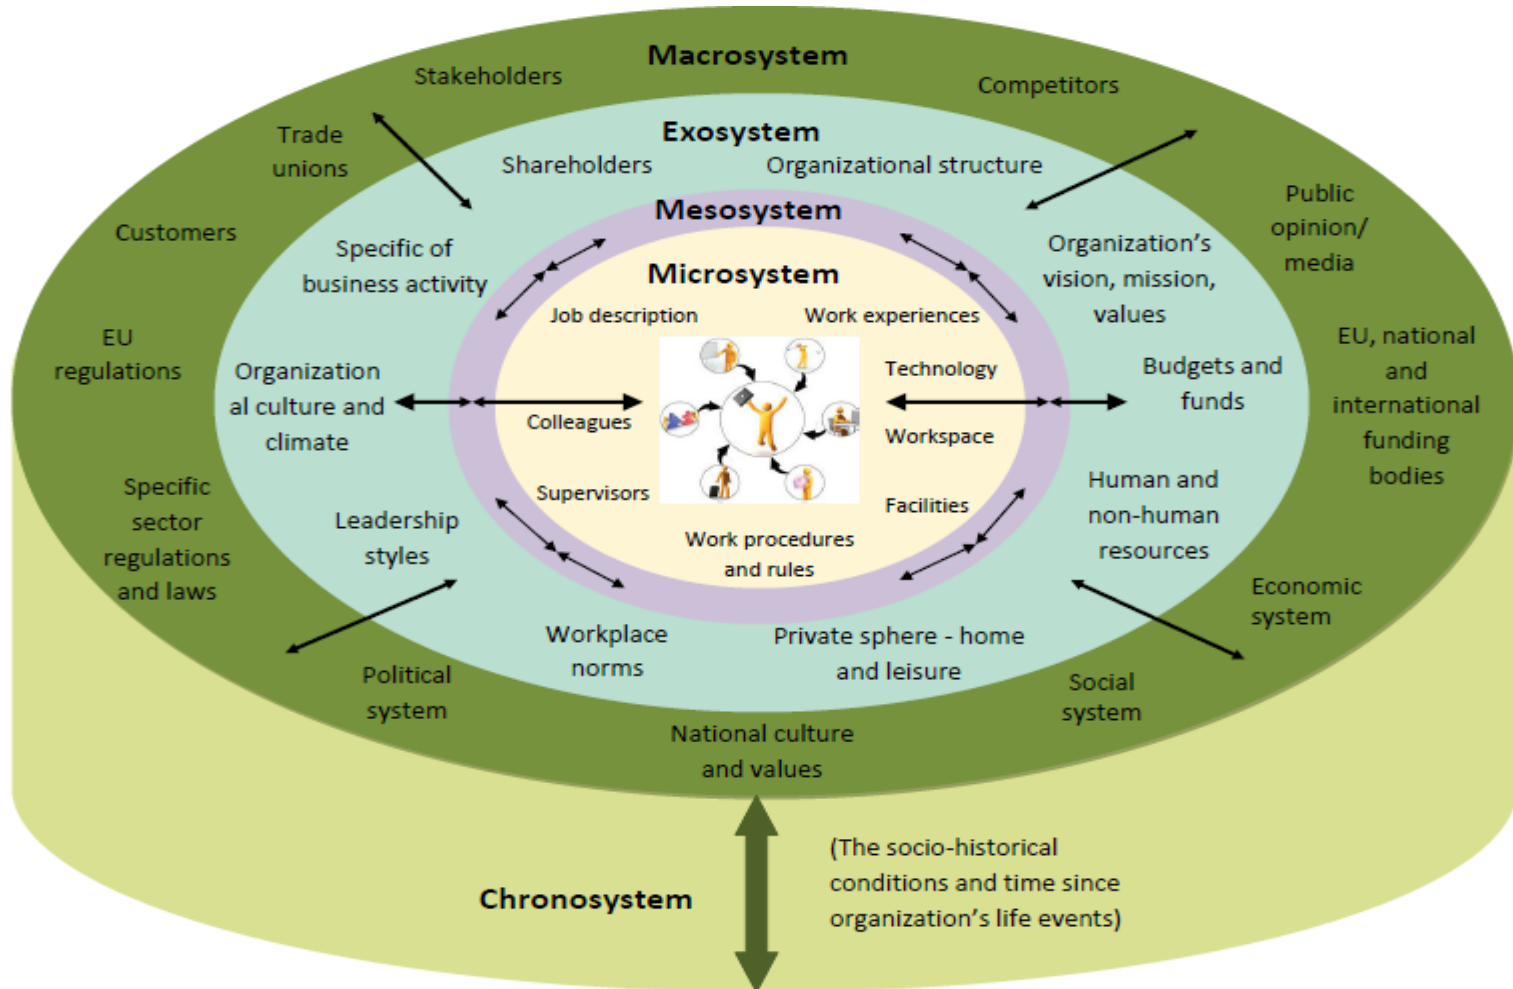 Macrosystem
Stakeholders
Competitors
Trade
unions
Customers
EU
regulations
Specific
sector
regulations
and laws
Political
system
National culture
and values
Social
system
Economic
system
EU, national
and
international
funding
bodies
Public
opinion/
media
Exosystem
Shareholders
Organizational structure
Specific of
business activity
Organization
al culture and
climate
Leadership
styles
Workplace
norms
Private sphere - home
and leisure
Human and
non-human
resources
Budgets and
funds
Organization's
vision, mission,
values
Mesosystem
Microsystem
Job description
Work experiences
Technology
Colleagues
Workspace
Supervisors
Facilities
Work procedures
and rules
Chronosystem
(The socio-historical
conditions and time since
organization's life events)